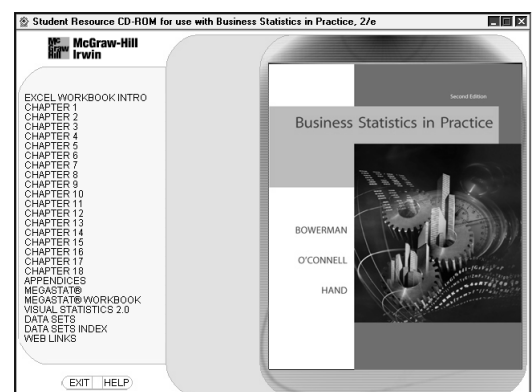 Student Resource CD-ROM for use with Business Statistics in Practice, 2/e
Mc
Graw
Hill
McGraw-Hill
Irwin
EXCEL WORKBOOK INTRO
CHAPTER 1
CHAPTER 2
CHAPTER 3
CHAPTER 4
CHAPTER 5
CHAPTER 6
CHAPTER 7
CHAPTER 8
CHAPTER 9
CHAPTER 10
CHAPTER 11
CHAPTER 12
CHAPTER 13
CHAPTER 14
CHAPTER 15
CHAPTER 16
CHAPTER 17
CHAPTER 18
APPENDICES
MEGASTAT®
MEGASTAT® WORKBOOK
VISUAL STATISTICS 2.0
DATA SETS
DATA SETS INDEX
WEB LINKS
EXIT HELP
Second Edition
Business Statistics in Practice
BOWERMAN
O'CONNELL
HAND